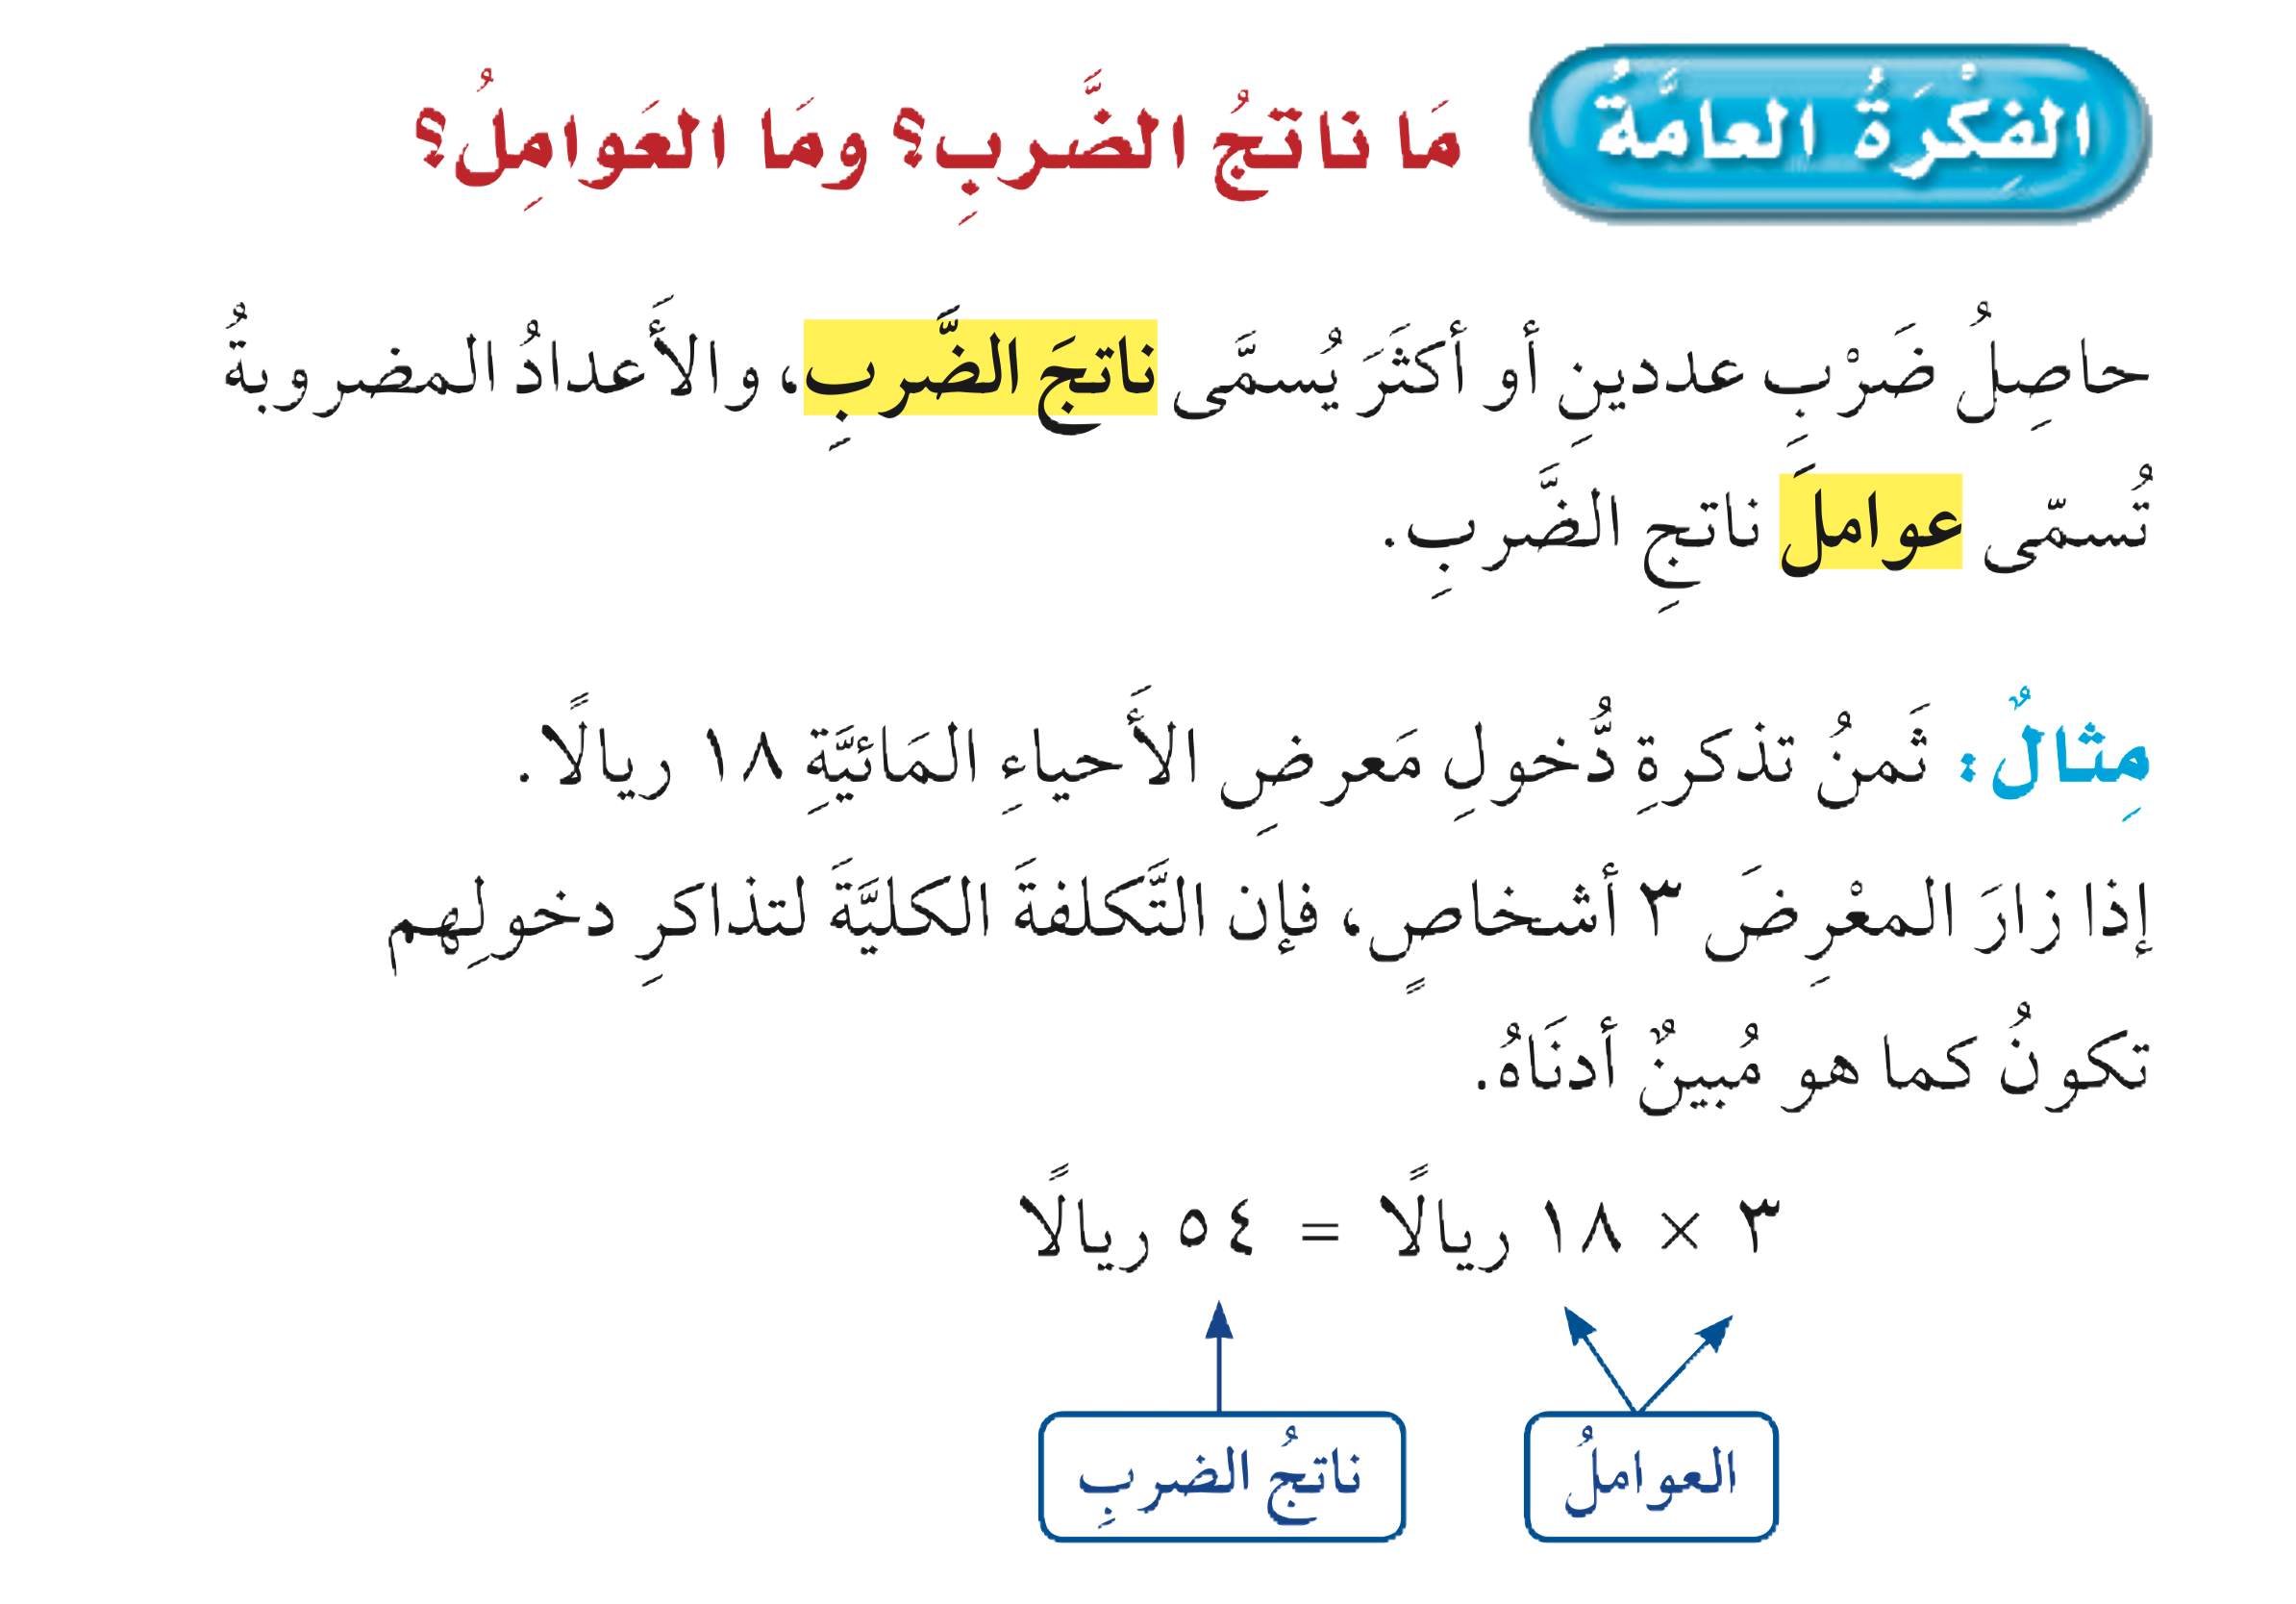 الفِكْرَةُ العامَّةُ
مَا ناتجُ الضَّربِ؟ ومَا العَوامِلُ؟
حاصِلُ ضَرْبِ عددينِ أو أكثَرَ يُسمَّى ناتجَ الضَّربِ، والأَعدادُ المضروبةُ
تُسمّى عواملَ ناتجِ الضَّربِ.
مِثالٌ: ثَمنُ تذكرةِ دُّخولِ مَعرضِ الأَحياءِ المَائيَّةِ ١٨ ريالًا.
إذا زارَ المعْرِضَ ٣ أشخاصٍ، فإن التَّكلفةَ الكليَّةَ لتذاكرِ دخولِهم
تكونُ كما هو مُبينٌ أدنَاهُ.
٣ × ١٨ ريالًا = ٥٤ ريالًا
العواملُ
ناتجُ الضربِ